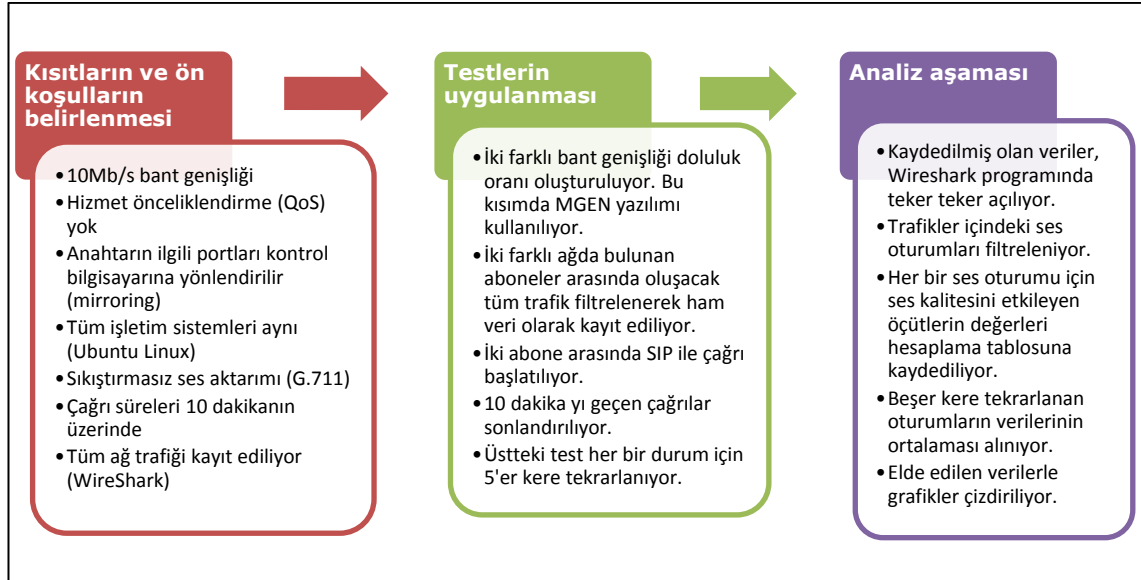 Kısıtların ve ön
koşulların
belirlenmesi
•10Mb/s bant genişliği
•Hizmet önceliklendirme (QoS)
yok
•Anahtarın ilgili portları kontrol
bilgisayarına yönlendirilir
(mirroring)
•Tüm işletim sistemleri aynı
(Ubuntu Linux)
•Sıkıştırmasız ses aktarımı (G.711)
•Çağrı süreleri 10 dakikanın
üzerinde
•Tüm ağ trafiği kayıt ediliyor
(WireShark)
Testlerin
uygulanması
•İki farklı bant genişliği doluluk
oranı oluşturuluyor. Bu
kısımda MGEN yazılımı
kullanılıyor.
•İki farklı ağda bulunan
aboneler arasında oluşacak
tüm trafik filtrelenerek ham
veri olarak kayıt ediliyor.
•İki abone arasında SIP ile çağrı
başlatılıyor.
•10 dakika yı geçen çağrılar
sonlandırılıyor.
•Üstteki test her bir durum için
5'er kere tekrarlanıyor.
Analiz aşaması
•Kaydedilmiş olan veriler,
Wireshark programında
teker teker açılıyor.
•Trafikler içindeki ses
oturumları filtreleniyor.
•Her bir ses oturumu için
ses kalitesini etkileyen
öçütlerin değerleri
hesaplama tablosuna
kaydediliyor.
•Beşer kere tekrarlanan
oturumların verilerinin
ortalaması alınıyor.
•Elde edilen verilerle
grafikler çizdiriliyor.